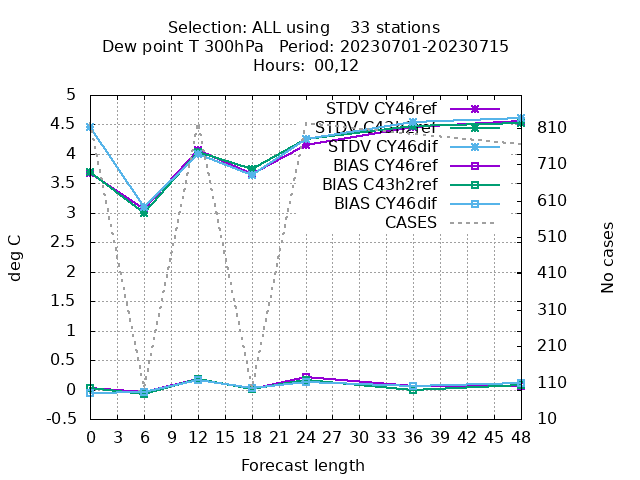 Selection: ALL using    33 stations
Dew point T 300hPa   Period: 20230701-20230715
Hours:  00,12
STDV CY46ref
STDV C43h2ref
STDV CY46dif
BIAS CY46ref
BIAS C43h2ref
BIAS CY46dif
CASES
5
4.5
4
3.5
3
2.5
2
1.5
1
0.5
0
-0.5
deg C
810
710
610
510
410
310
210
110
10
No cases
0 3 6 9 12 15 18 21 24 27 30 33 36 39 42 45 48
Forecast length